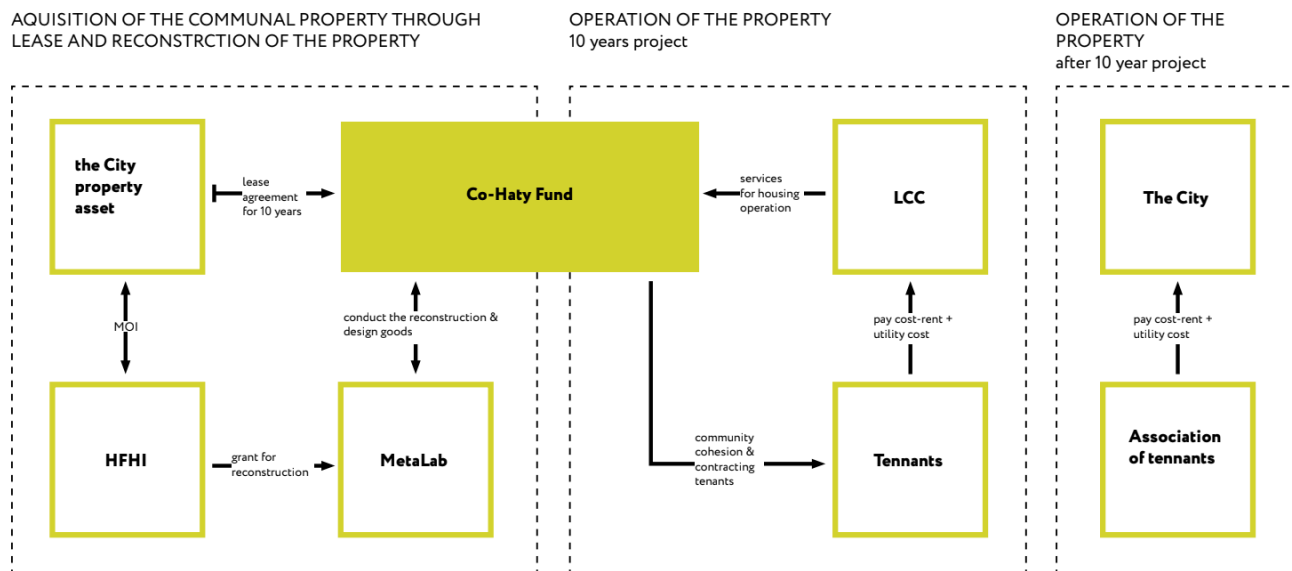 AQUISITION OF THE COMMUNAL PROPERTY THROUGH
LEASE AND RECONSTRCTION OF THE PROPERTY
OPERATION OF THE PROPERTY
10 years project
OPERATION OF THE
PROPERTY
after 10 year project
the City
property
asset
lease
agreement
for 10 years
Co-Haty Fund
services
for housing
operation
LCC
The City
MOI
conduct the reconstruction &
design goods
pay cost-rent +
utility cost
pay cost-rent +
utility cost
HFHI
grant for
reconstruction
MetaLab
community
cohesion &
contracting
tenants
Tennants
Association
of tennants